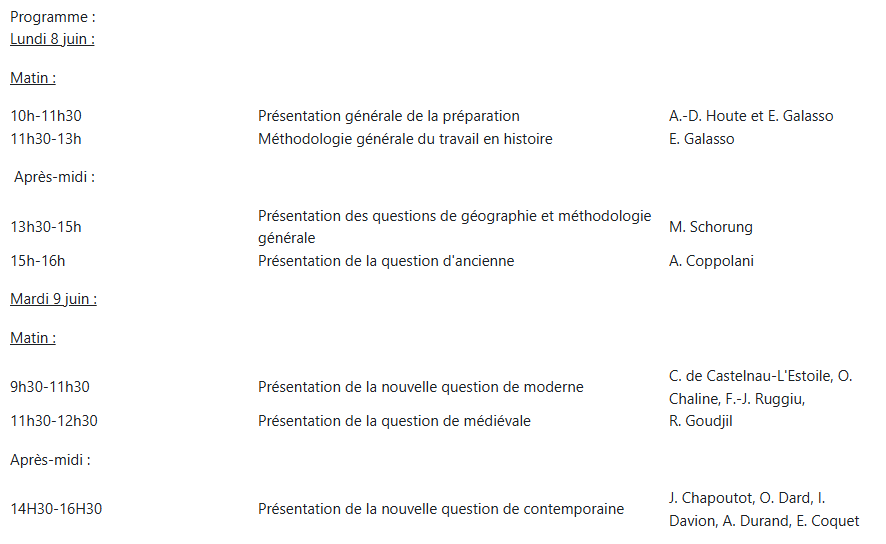 Programme :
Lundi 8 juin :
Matin :
10h-11h30 Présentation générale de la préparation A.-D. Houte et E. Galasso
11h30-13h Méthodologie générale du travail en histoire E. Galasso
Après-midi :
13h30-15h Présentation des questions de géographie et méthodologie
générale M. Schorung
15h-16h Présentation de la question d'ancienne A. Coppolani
Mardi 9 juin :
Matin :
9h30-11h30 Présentation de la nouvelle question de moderne C. de Castelnau-L'Estoile, O.
Chaline, F.-J. Ruggiu,
11h30-12h30 Présentation de la question de médiévale R. Goudjil
Après-midi :
14H30-16H30 Présentation de la nouvelle question de contemporaine J. Chapoutot, O. Dard, I.
Davion, A. Durand, E. Coquet